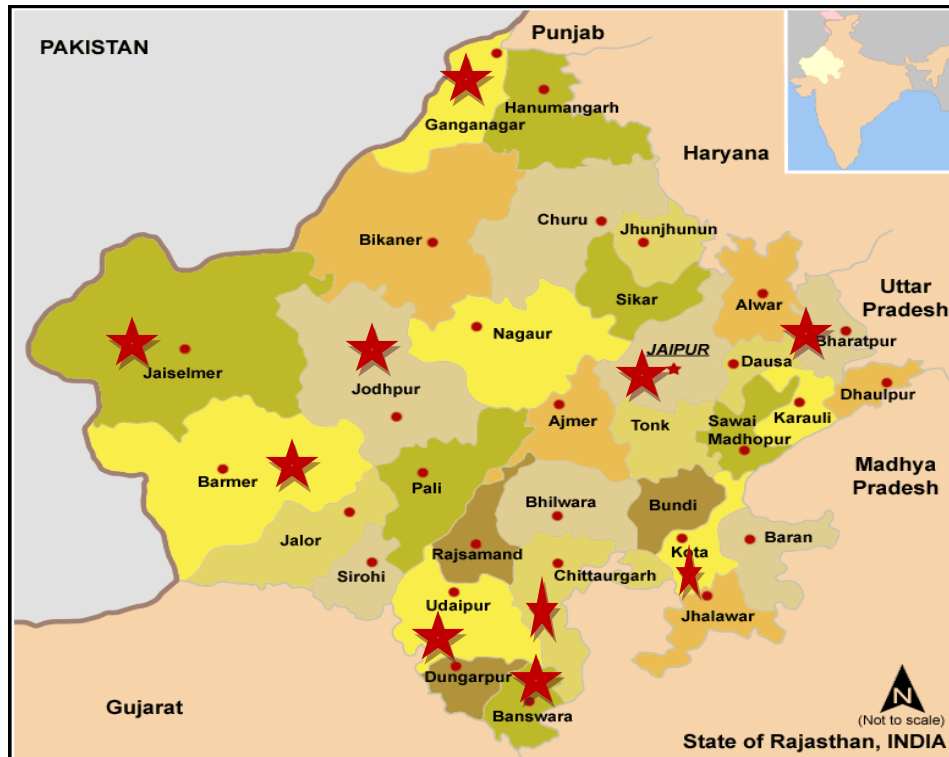 PAKISTAN
Punjab
Ganganagar
Hanumangarh
Haryana
Bikaner
Churu
Jhunjhunun
Sikar
Alwar
Uttar
Pradesh
Nagaur
Jaiselmer
Jodhpur
JAIPUR
Dausa
Bharatpur
Dhaulpur
Ajmer
Tonk
Sawai
Madhopur
Karauli
Barmer
Pali
Madhya
Pradesh
Bhilwara
Bundi
Jalor
Rajsamand
Kota
Baran
Sirohi
Chittaurgarh
Udaipur
Jhalawar
Dungarpur
Banswara
Gujarat
N
(Not to scale)
State of Rajasthan, INDIA